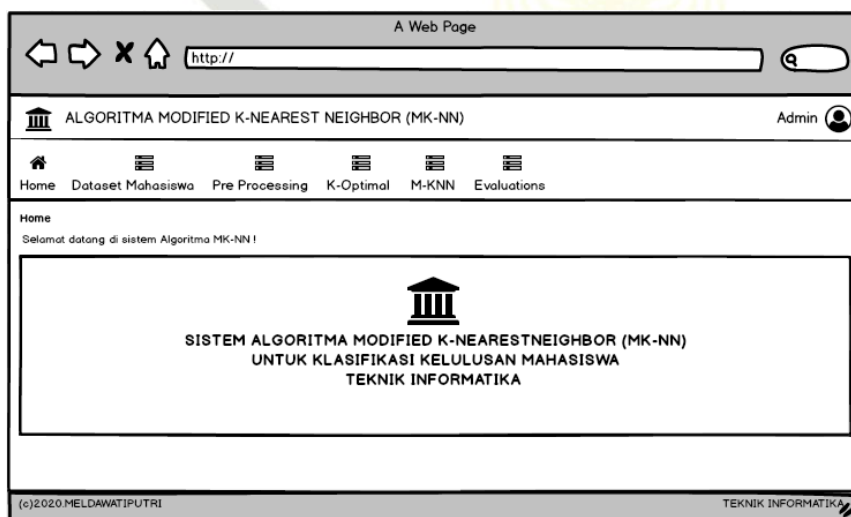 A Web Page
http://
ALGORITMA MODIFIED K-NEAREST NEIGHBOR (MK-NN)
Admin
Home Dataset Mahasiswa Pre Processing K-Optimal M-KNN Evaluations
Home
Selamat datang di sistem Algoritma MK-NN !
SISTEM ALGORITMA MODIFIED K-NEARESTNEIGHBOR (MK-NN)
UNTUK KLASIFIKASI KELULUSAN MAHASISWA
TEKNIK INFORMATIKA
(c)2020.MELDAWATIPUTRI
TEKNIK INFORMATIKA